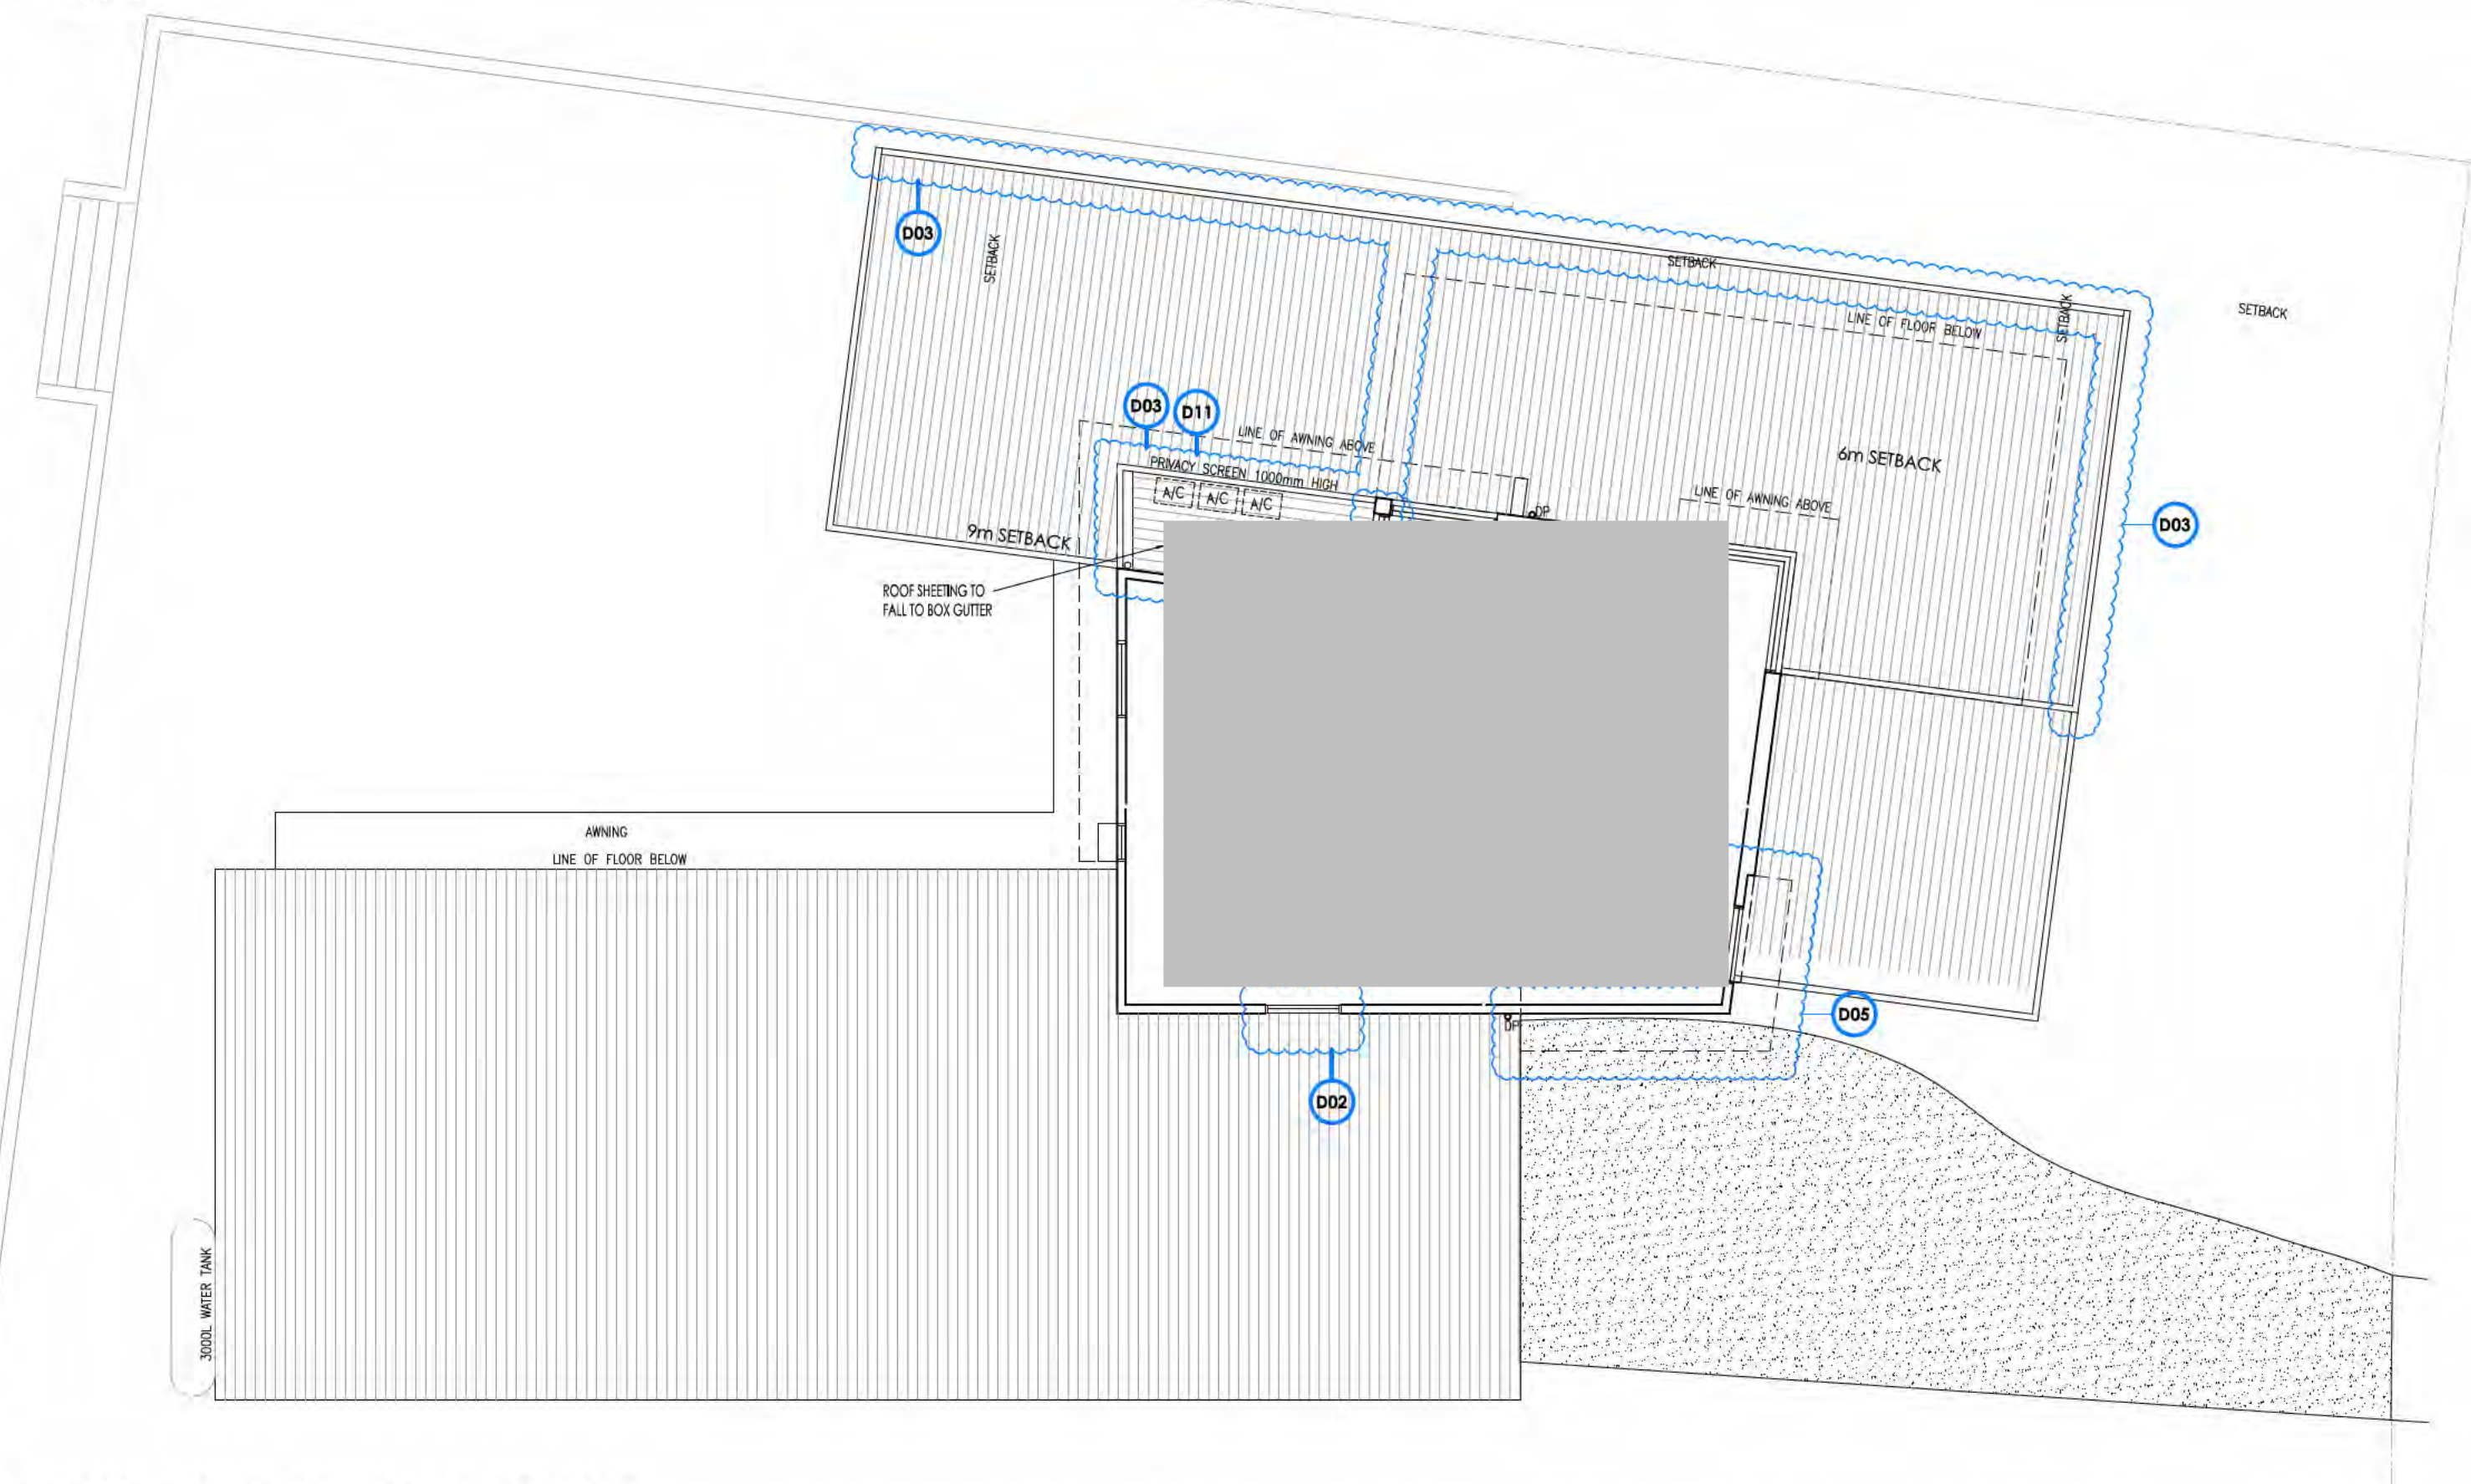 D03
SETBACK
SETBACK
SETBACK
SETBACK
LINE OF FLOOR BELOW
D03
D11
LINE OF AWNING ABOVE
PRIVACY SCREEN 1000mm HIGH
A/C
A/C
A/C
6m SETBACK
LINE OF AWNING ABOVE
DP
D03
9m SETBACK
ROOF SHEETING TO
FALL TO BOX GUTTER
AWNING
LINE OF FLOOR BELOW
DP
D05
D02
3000L WATER TANK